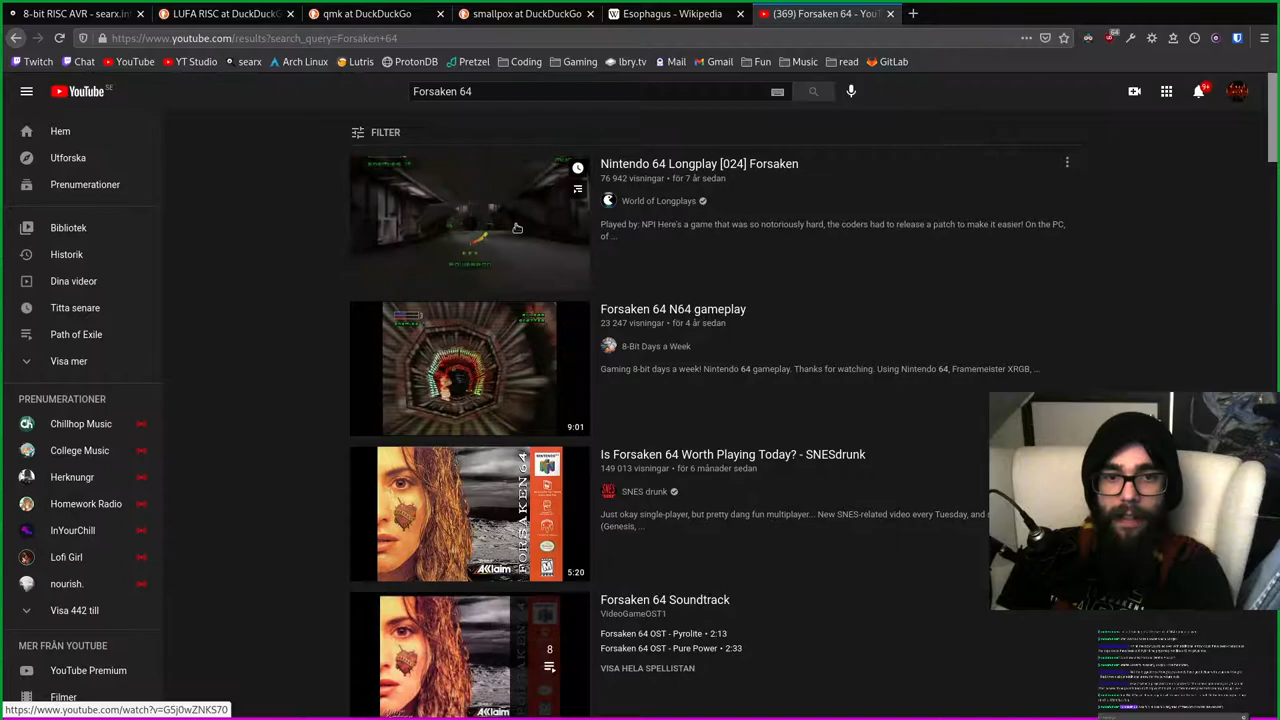 8-bit RISC AVR - searx.in
LUFA RISC at DuckDuckG
qmk at DuckDuckGo
smallpox at DuckDuckGo
Esophagus - Wikipedia
(369) Forsaken 64 - YouT
https://www.youtube.com/results?search_query=Forsaken+64
Twitch
Chat
YouTube
YT Studio
searx
Arch Linux
Lutris
ProtonDB
Pretzel
Coding
Gaming
lbry.tv
Mail
Gmail
Fun
Music
read
GitLab
YouTube SE
Forsaken 64
9+
Hem
Utforska
Prenumerationer
Bibliotek
Historik
Dina videor
Titta senare
Path of Exile
Visa mer
PRENUMERATIONER
Chillhop Music
College Music
Herknungr
Homework Radio
InYourChill
Lofi Girl
nourish.
Visa 442 till
MER FRÅN YOUTUBE
YouTube Premium
Filmer
FILTER
Nintendo 64 Longplay [024] Forsaken
76 942 visningar • för 7 år sedan
World of Longplays
Played by: NPI Here's a game that was so notoriously hard, the coders had to release a patch to make it easier! On the PC,
of ...
Forsaken 64 N64 gameplay
23 247 visningar • för 4 år sedan
8-Bit Days a Week
Gaming 8-bit days a week! Nintendo 64 gameplay. Thanks for watching. Using Nintendo 64, Framemeister XRGB, ...
9:01
Is Forsaken 64 Worth Playing Today? - SNESdrunk
149 013 visningar • för 6 månader sedan
SNES drunk
Just okay single-player, but pretty dang fun multiplayer... New SNES-related video every Tuesday, and s
(Genesis, ...
FORSAKEN 64
AKlaim
5:20
Forsaken 64 Soundtrack
VideoGameOST1
Forsaken 64 OST - Pyrolite • 2:13
Forsaken 64 OST - Pure Power • 2:33
VISA HELA SPELLISTAN
8
https://www.youtube.com/watch?v=G5j0wZNKS70